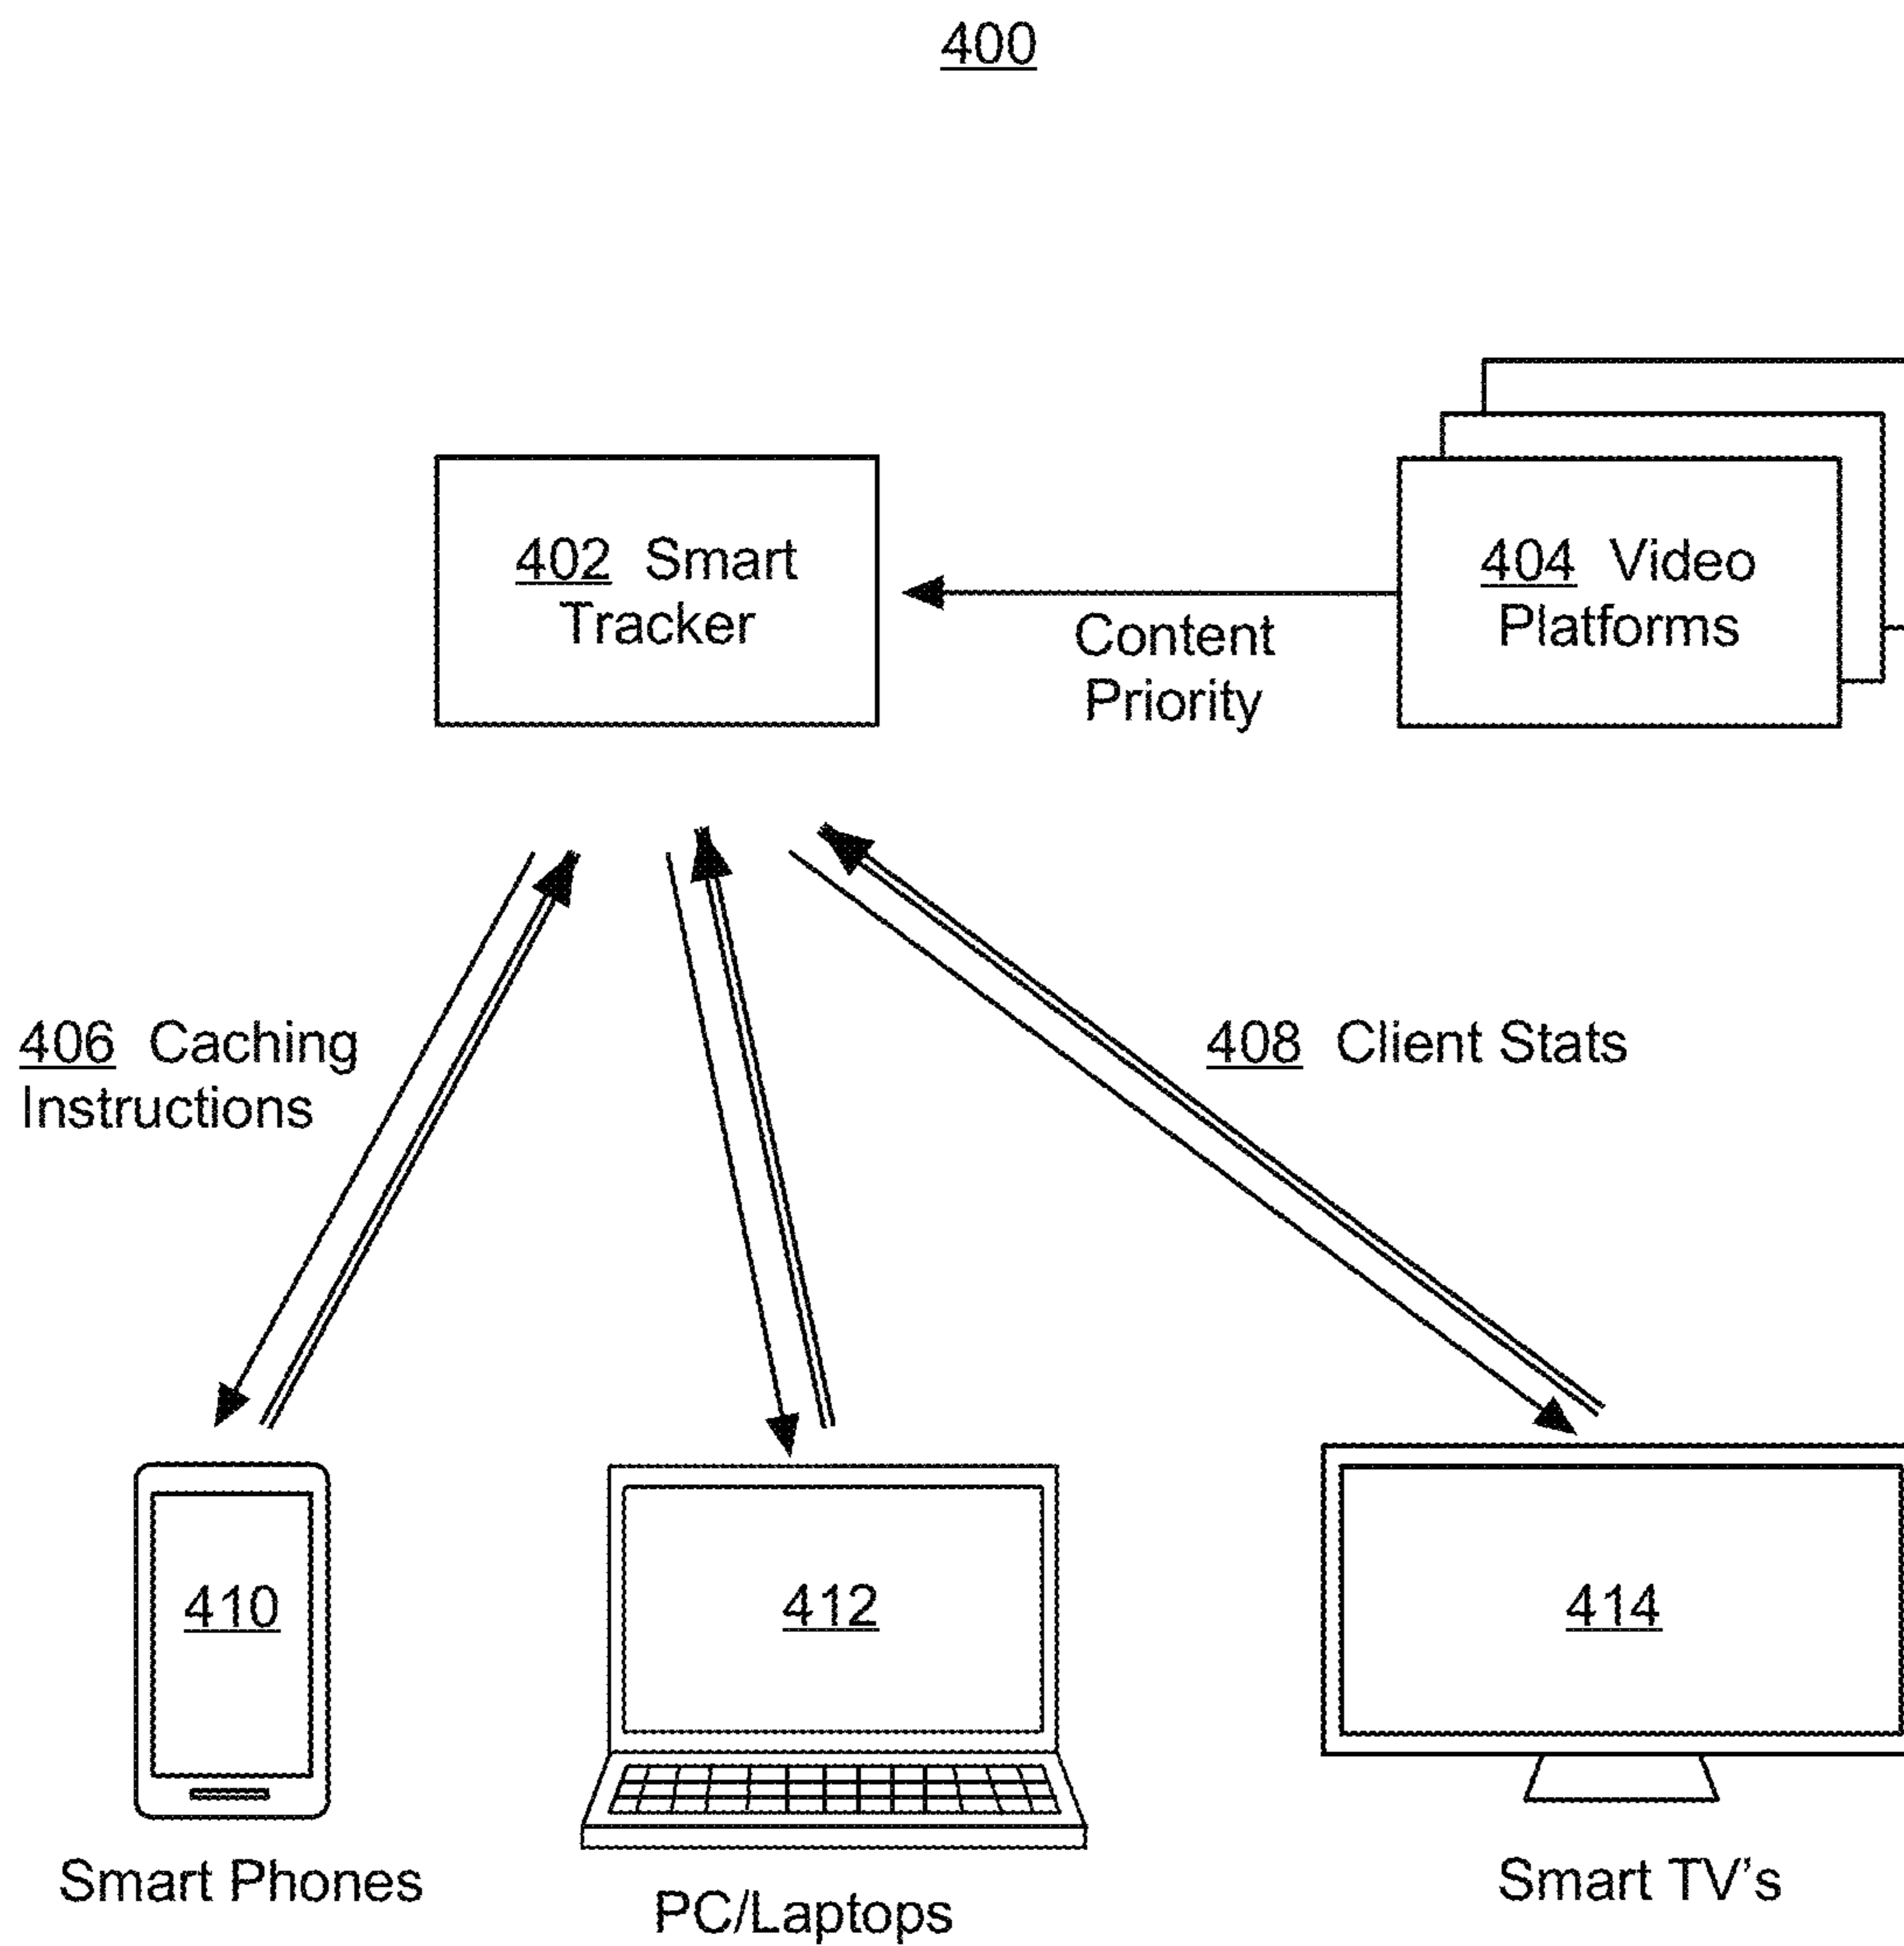 400
402 Smart
Tracker
404 Video
Platforms
Content
Priority
406 Caching
Instructions
408 Client Stats
410
412
414
Smart Phones
PC/Laptops
Smart TV's